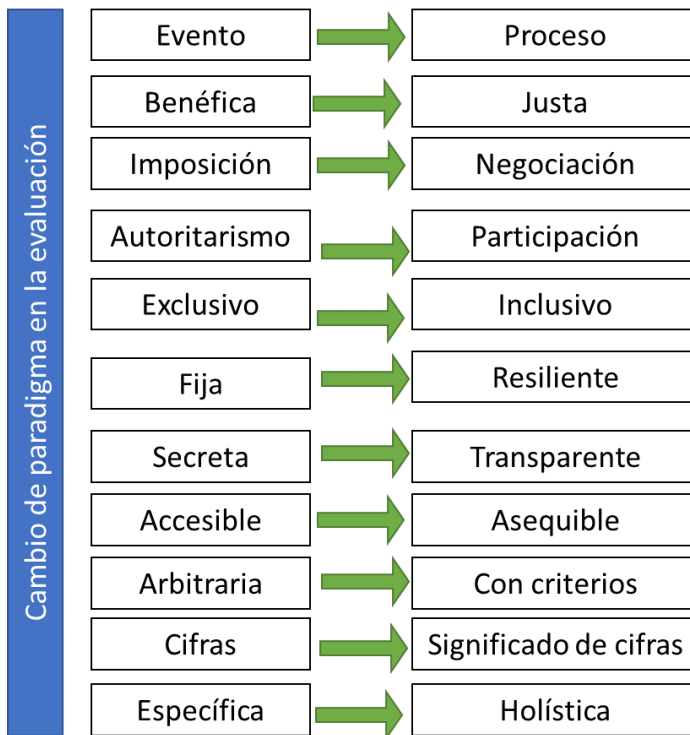 Cambio de paradigma en la evaluación
Evento
Proceso
Benéfica
Justa
Imposición
Negociación
Autoritarismo
Participación
Exclusivo
Inclusivo
Fija
Resiliente
Secreta
Transparente
Accesible
Asequible
Arbitraria
Con criterios
Cifras
Significado de cifras
Específica
Holística